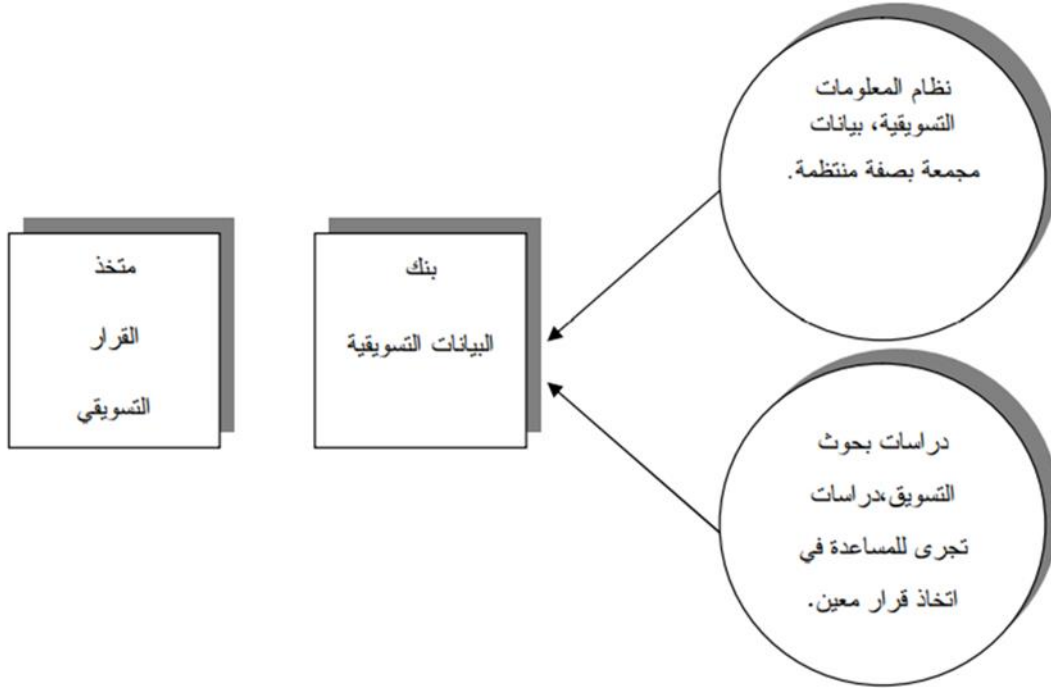 نظام المعلومات
التسويقية، بيانات
مجمعة بصفة منتظمة.
دراسات بحوث
التسويق،دراسات
تجرى للمساعدة في
اتخاذ قرار معين.
بنك
البيانات التسويقية
متخذ
القرار
التسويقي